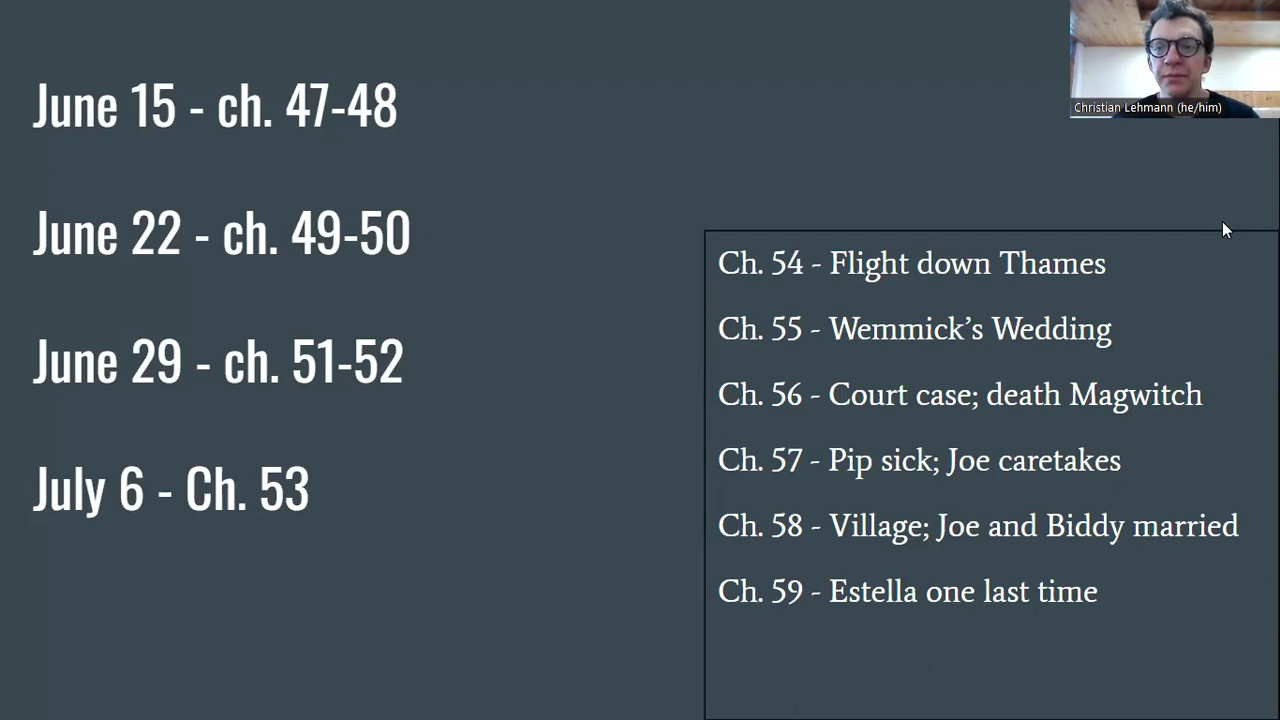 Christian Lehmann (he/him)
June 15 - ch. 47-48
June 22 - ch. 49-50
June 29 - ch. 51-52
July 6 - Ch. 53
Ch. 54 - Flight down Thames
Ch. 55 - Wemmick’s Wedding
Ch. 56 - Court case; death Magwitch
Ch. 57 - Pip sick; Joe caretakes
Ch. 58 - Village; Joe and Biddy married
Ch. 59 - Estella one last time